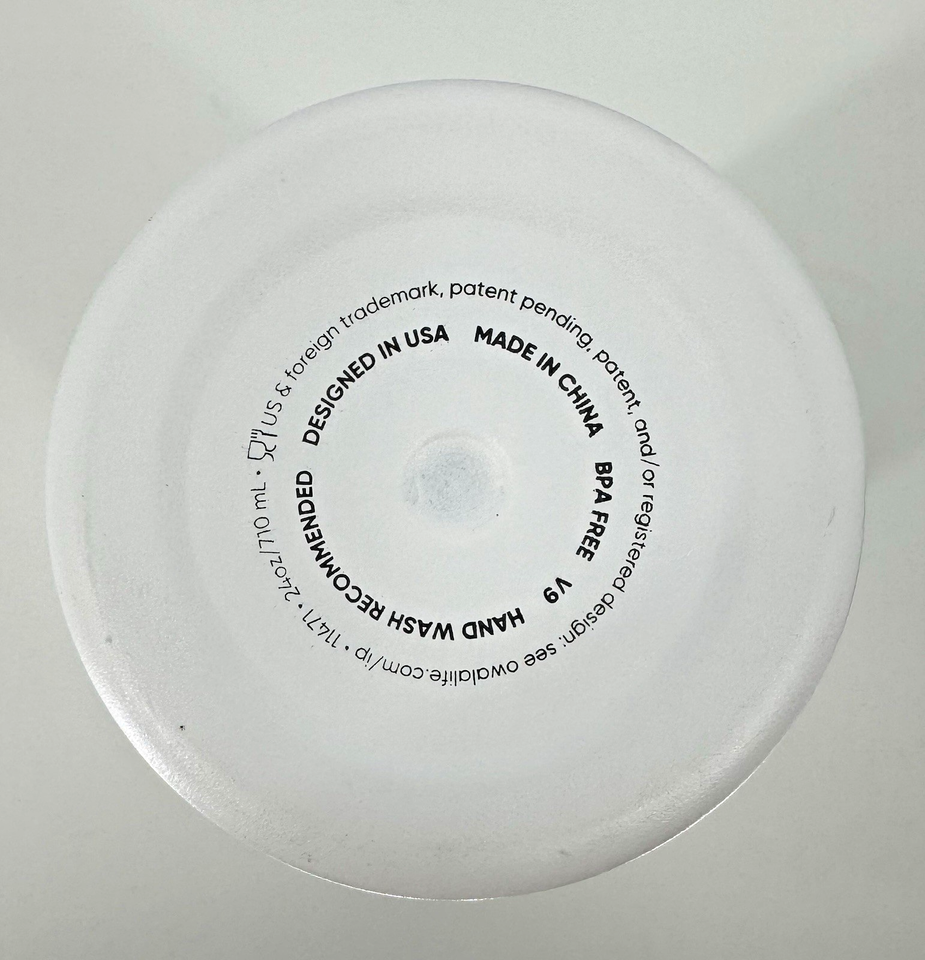 US & foreign trademark, patent pending, patent, and/or registered design: see owalalife.com/ip • 11471 • 24oz/710 mL •
DESIGNED IN USA MADE IN CHINA BPA FREE V9 HAND WASH RECOMMENDED